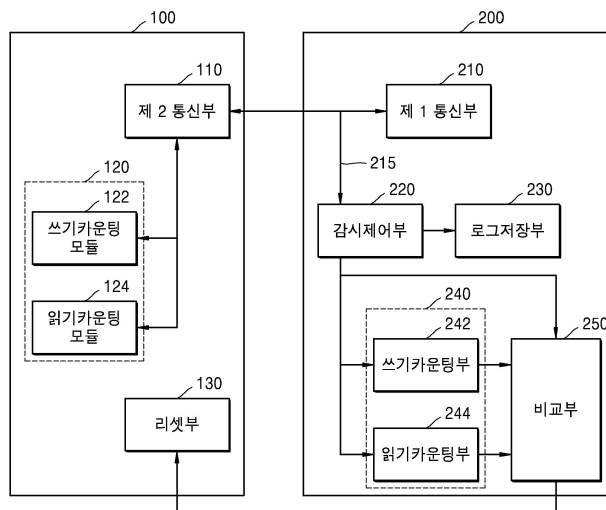 100
200
110
210
제 2 통신부
제 1 통신부
215
120
122
쓰기카운팅
모듈
220
230
감시제어부
로그저장부
124
읽기카운팅
모듈
240
242
250
쓰기카운팅부
130
리셋부
244
읽기카운팅부
비교부